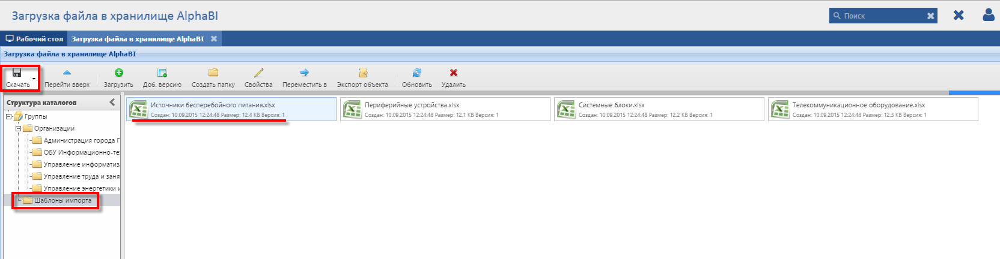 Загрузка файла в хранилище AlphaBI
Поиск
Рабочий стол Загрузка файла в хранилище AlphaBI
Загрузка файла в хранилище AlphaBI
Скачать Перейти вверх Загрузить Доб. версию Создать папку Свойства Переместить в Экспорт объекта Обновить Удалить
Структура каталогов
Группы
Организации
Администрация города Г
ОБУ Информационно-те
Управление информатиз
Управление труда и заня
Управление энергетики и
Шаблоны импорта
Источники бесперебойного питания.xlsx
Создан: 10.09.2015 12:24:48 Размер: 12.4 KB Версия: 1
Периферийные устройства.xlsx
Создан: 10.09.2015 12:24:48 Размер: 12.1 KB Версия: 1
Системные блоки.xlsx
Создан: 10.09.2015 12:24:48 Размер: 12.2 KB Версия: 1
Телекоммуникационное оборудование.xlsx
Создан: 10.09.2015 12:24:48 Размер: 12.3 KB Версия: 1